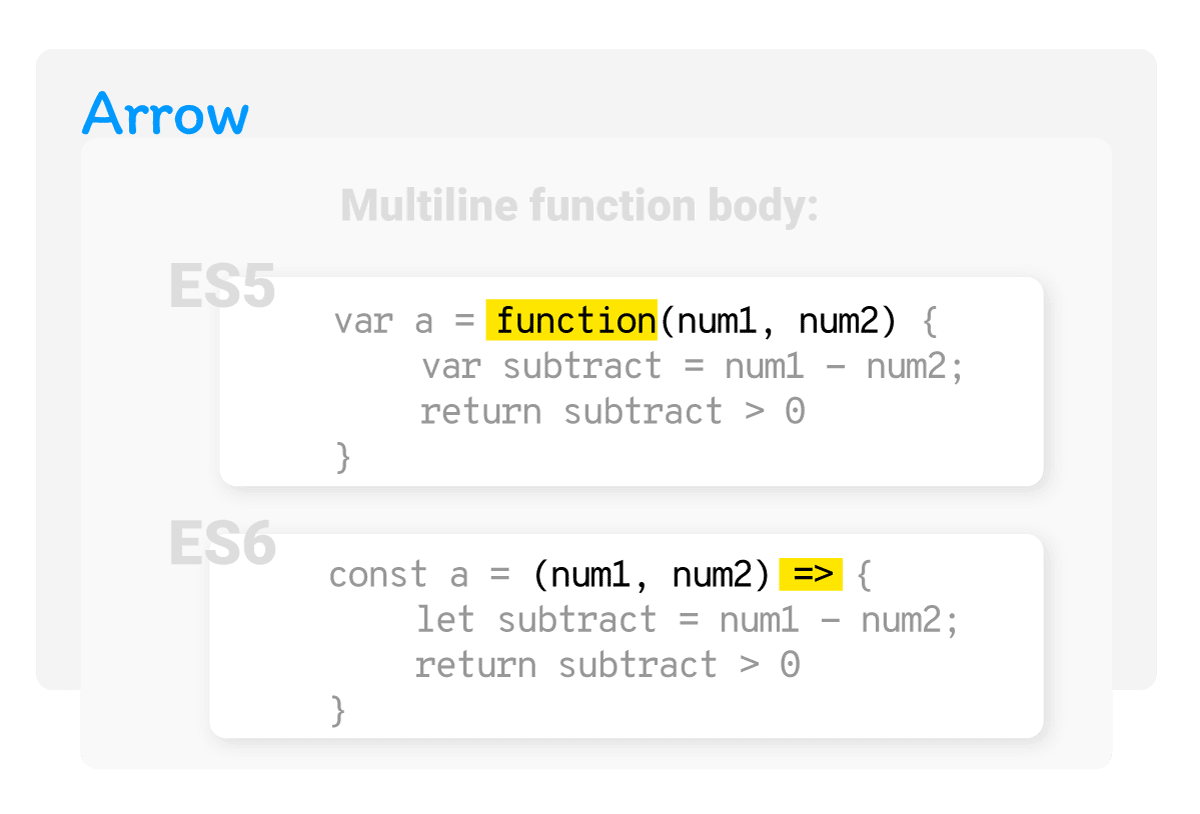 Arrow
Multiline function body:
ES5
var a = function(num1, num2) {
var subtract = num1 - num2;
return subtract > 0
}
ES6
const a = (num1, num2) => {
let subtract = num1 - num2;
return subtract > 0
}